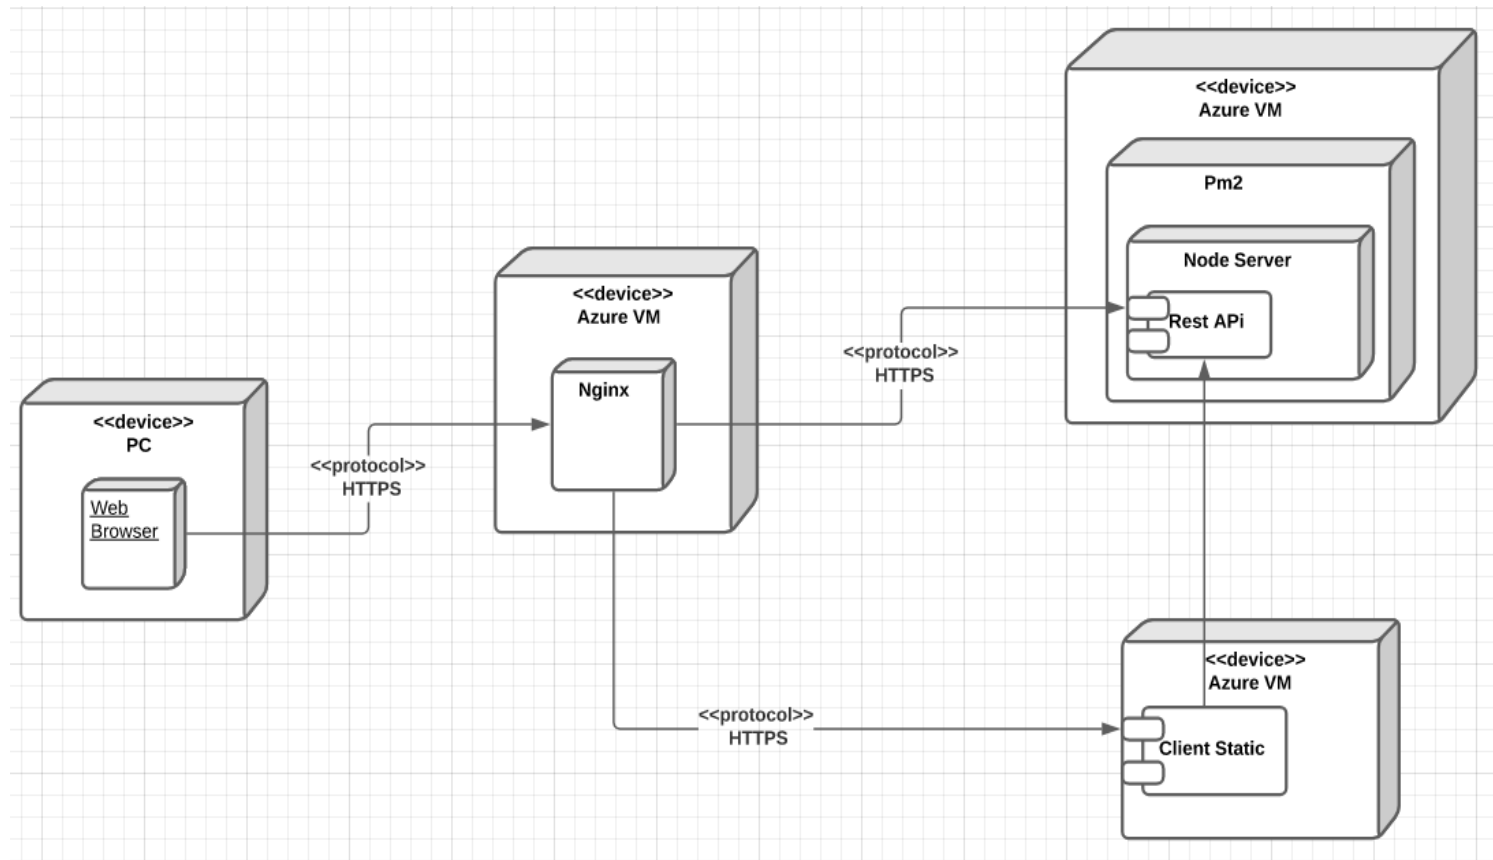 <<device>>
Azure VM
Pm2
Node Server
Rest APi
<<device>>
Azure VM
Nginx
<<protocol>>
HTTPS
<<device>>
PC
Web
Browser
<<protocol>>
HTTPS
<<device>>
Azure VM
Client Static
<<protocol>>
HTTPS